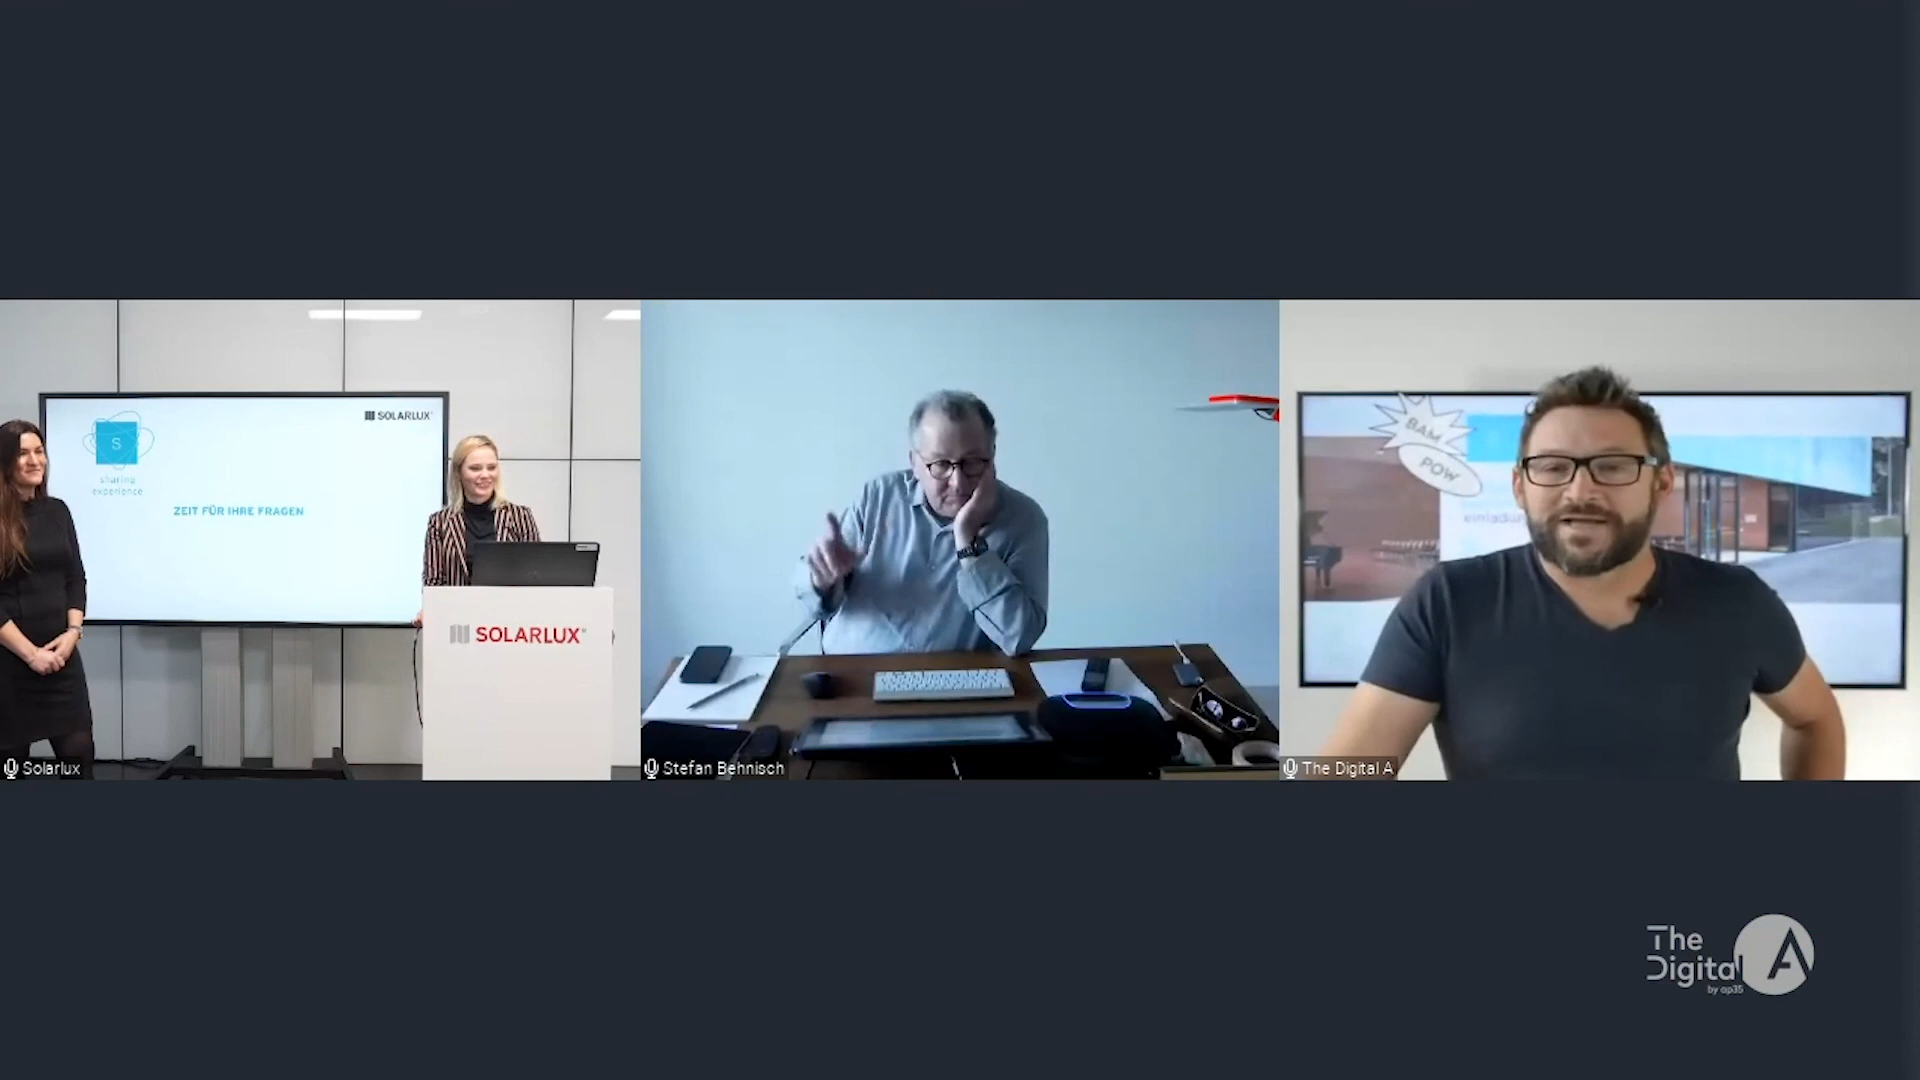 SOLARLUX
S
sharing
experience
ZEIT FÜR IHRE FRAGEN
SOLARLUX
Solarlux
Stefan Behnisch
BAM
POW
The Digital A
The
Digital A
by ap35